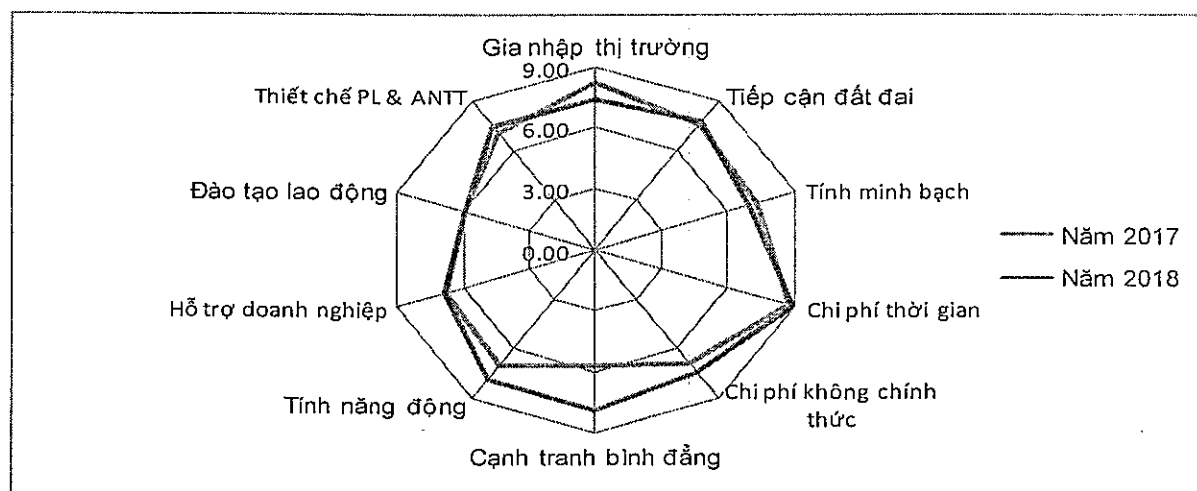 Gia nhập thị trường
9.00
Thiết chế PL & ANTT
Tiếp cận đất đai
6.00
Đào tạo lao động
3.00
Tính minh bạch
0.00
Năm 2017
Năm 2018
Hỗ trợ doanh nghiệp
Chi phí thời gian
Tính năng động
Chi phí không chính
thức
Cạnh tranh bình đẳng